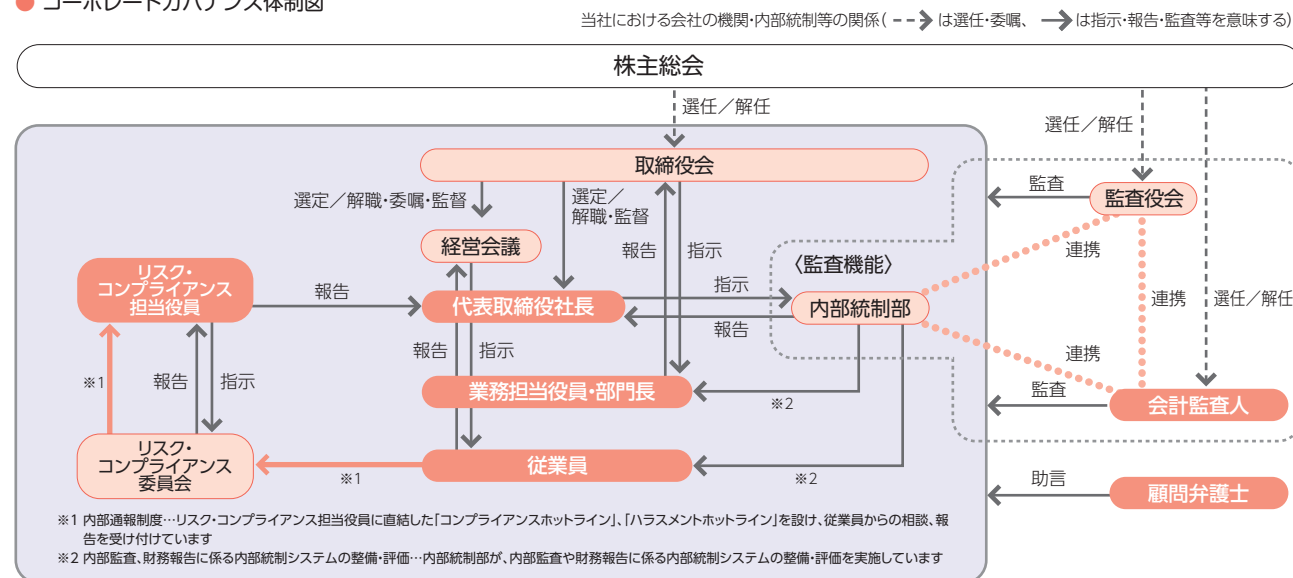 コーポレートガバナンス体制図
当社における会社の機関・内部統制等の関係( は選任・委嘱、 は指示・報告・監査等を意味する)
株主総会
選任／解任
選任／解任
取締役会
監査
監査役会
選定／解職・委嘱・監督
選定／
解職・監督
経営会議
報告
指示
〈監査機能〉
連携
リスク・
コンプライアンス
担当役員
報告
代表取締役社長
指示
報告
内部統制部
連携
選任／解任
報告
指示
連携
※1
報告
指示
業務担当役員・部門長
※2
監査
会計監査人
リスク・
コンプライアンス
委員会
※1
従業員
※2
助言
顧問弁護士
※1 内部通報制度…リスク・コンプライアンス担当役員に直結した「コンプライアンスホットライン」、「ハラスメントホットライン」を設け、従業員からの相談、報
告を受け付けています
※2 内部監査、財務報告に係る内部統制システムの整備・評価…内部統制部が、内部監査や財務報告に係る内部統制システムの整備・評価を実施しています